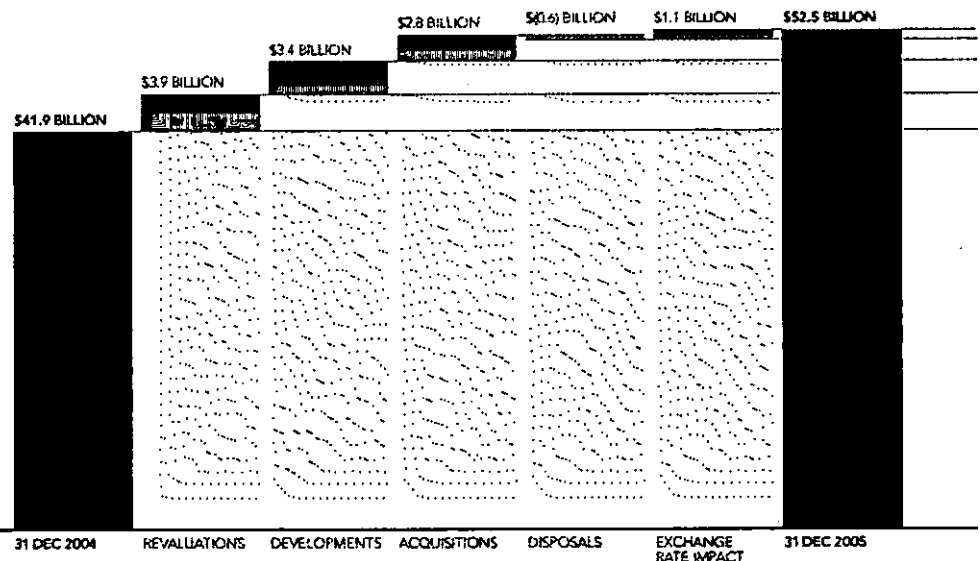 $41.9 BILLION
$3.9 BILLION
$3.4 BILLION
$2.8 BILLION
$(0.6) BILLION
$1.1 BILLION
$52.5 BILLION
31 DEC 2004
REVALUATIONS
DEVELOPMENTS
ACQUISITIONS
DISPOSALS
EXCHANGE
RATE IMPACT
31 DEC 2005